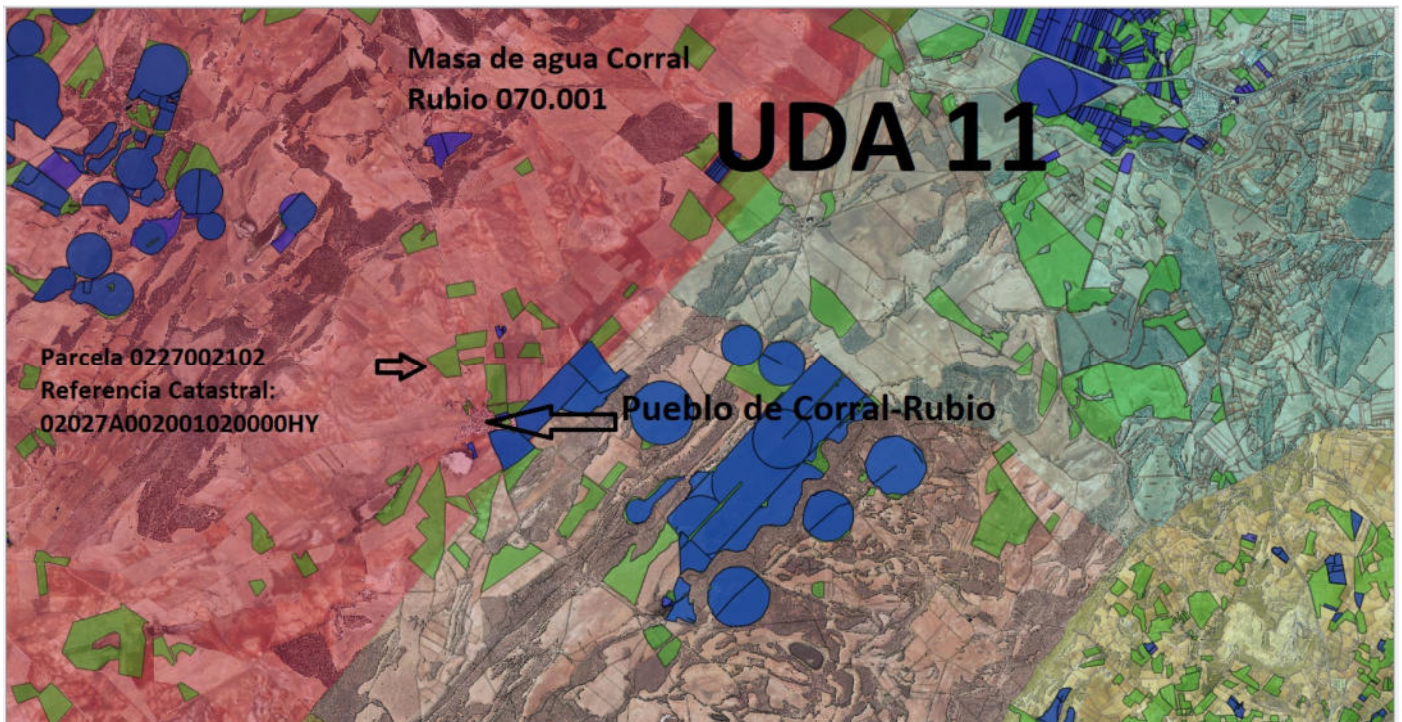 Masa de agua Corral
Rubio 070.001
UDA 11
Parcela 0227002102
Referencia Catastral:
02027A002001020000HY
Pueblo de Corral-Rubio